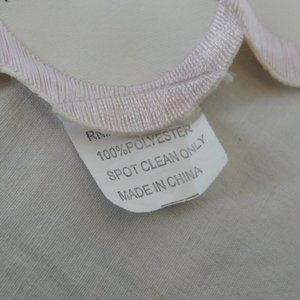 100%POLYESTER
SPOT CLEAN ONLY
MADE IN CHINA